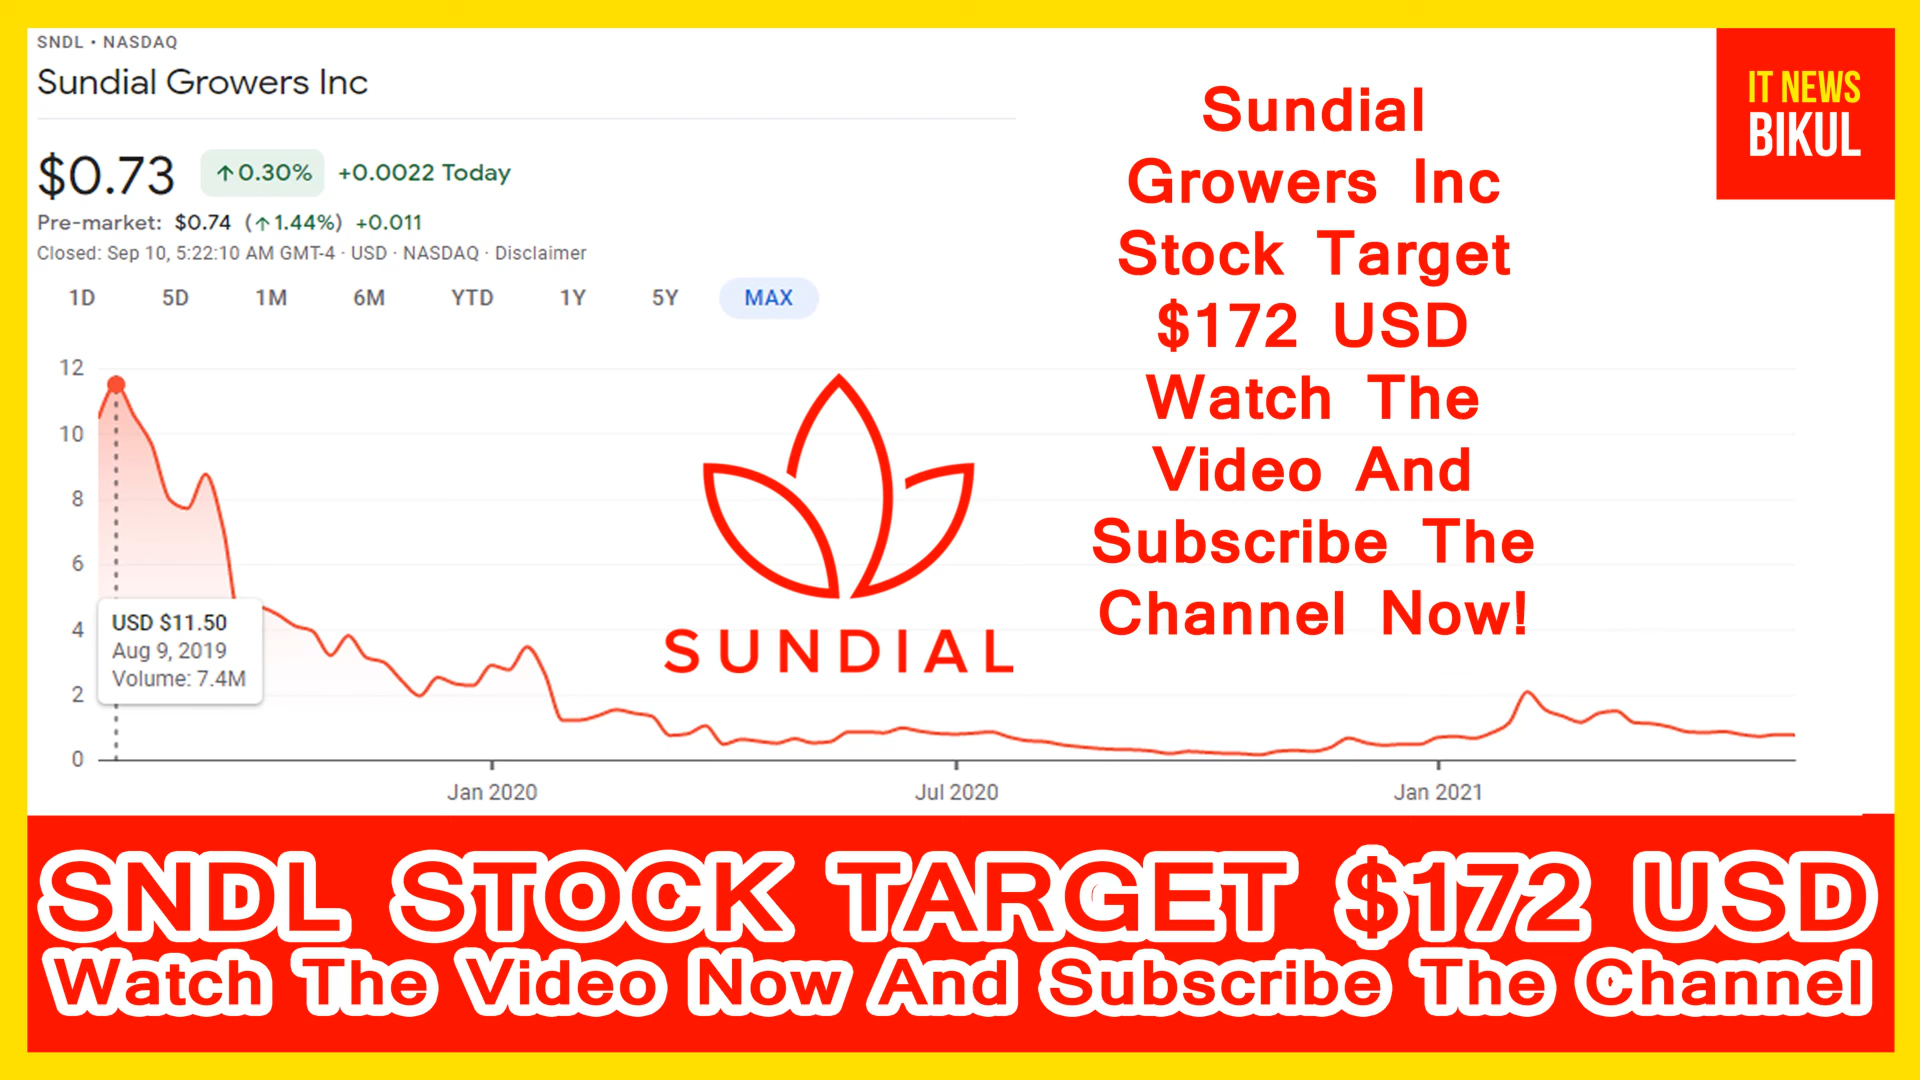 SNDL • NASDAQ
Sundial Growers Inc
$0.73 ↑0.30% +0.0022 Today
Pre-market: $0.74 (↑1.44%) +0.011
Closed: Sep 10, 5:22:10 AM GMT-4 · USD · NASDAQ · Disclaimer
1D 5D 1M 6M YTD 1Y 5Y MAX
12
10
8
6
4
2
0
USD $11.50
Aug 9, 2019
Volume: 7.4M
Jan 2020 Jul 2020 Jan 2021
SUNDIAL
Sundial
Growers Inc
Stock Target
$172 USD
Watch The
Video And
Subscribe The
Channel Now!
IT NEWS
BIKUL
SNDL STOCK TARGET $172 USD
Watch The Video Now And Subscribe The Channel